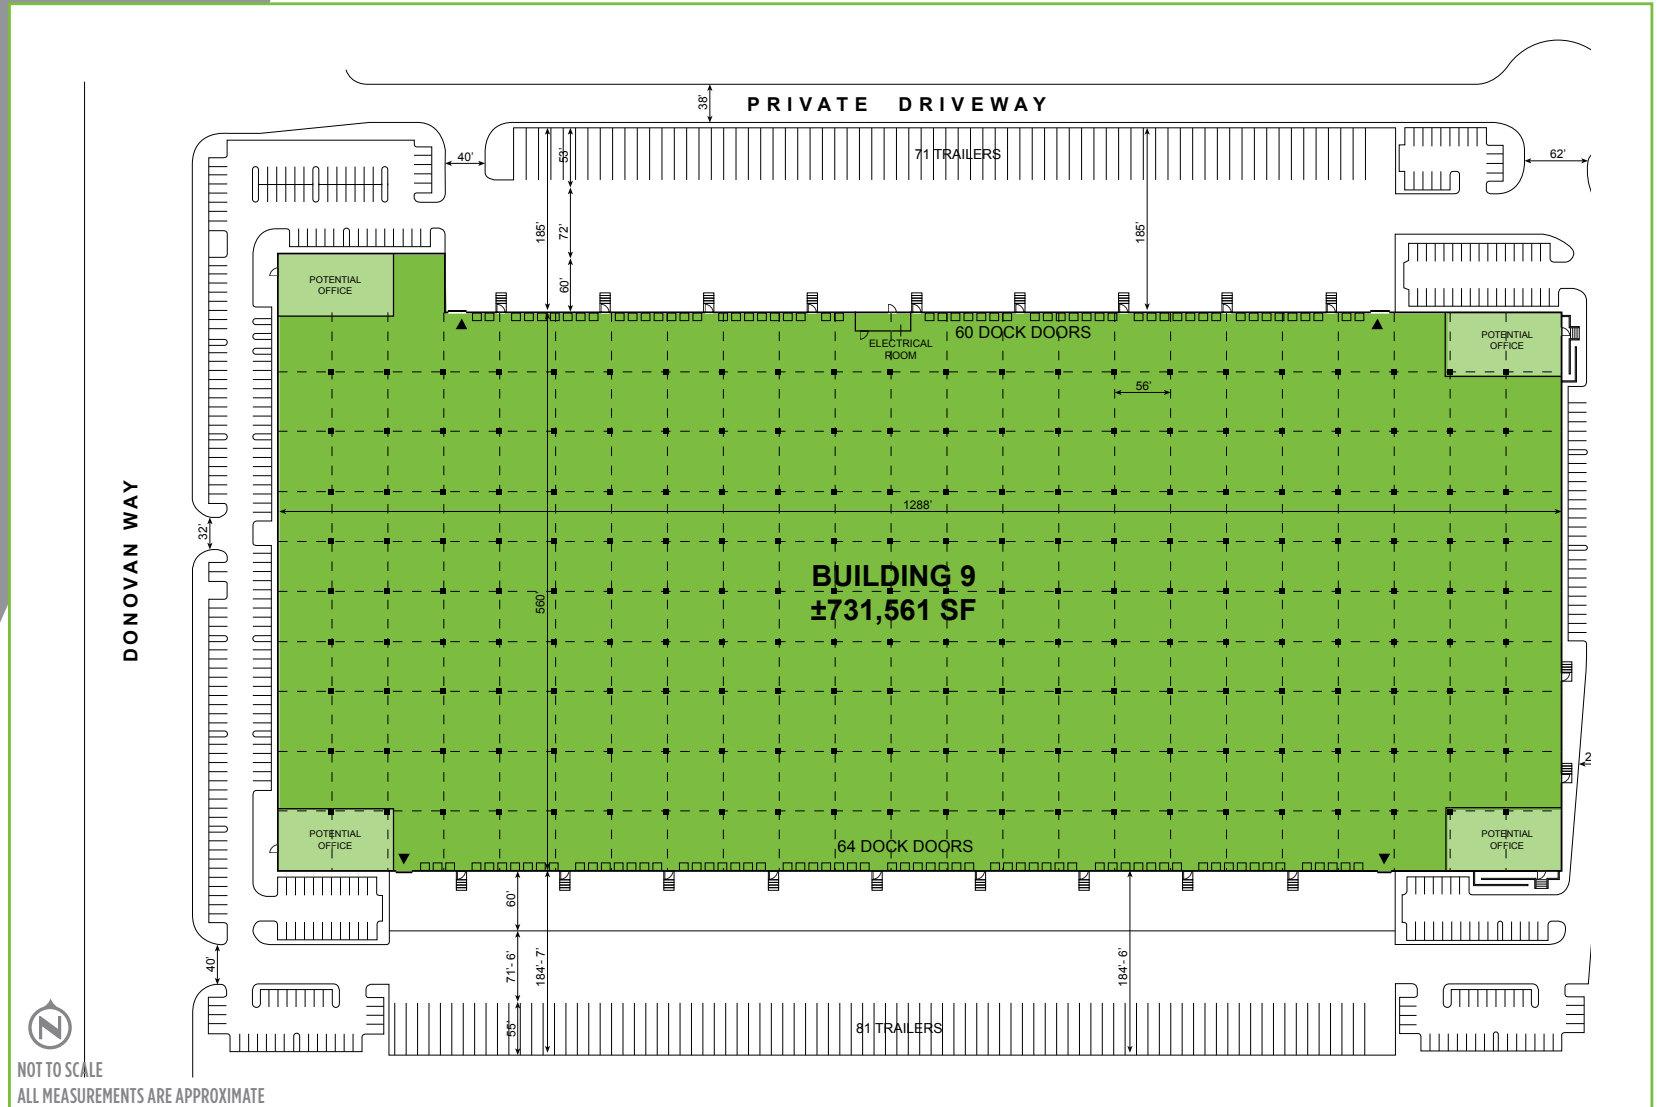 38'
PRIVATE DRIVEWAY
40'
53'
71 TRAILERS
62'
185'
72'
185'
60'
POTENTIAL
OFFICE
60 DOCK DOORS
ELECTRICAL
ROOM
POTENTIAL
OFFICE
56'
1288'
32'
DONOVAN WAY
560'
BUILDING 9
±731,561 SF
2
POTENTIAL
OFFICE
64 DOCK DOORS
POTENTIAL
OFFICE
60'
40'
71'- 6'
184'- 7'
184'- 6'
55'
81 TRAILERS
N
NOT TO SCALE
ALL MEASUREMENTS ARE APPROXIMATE